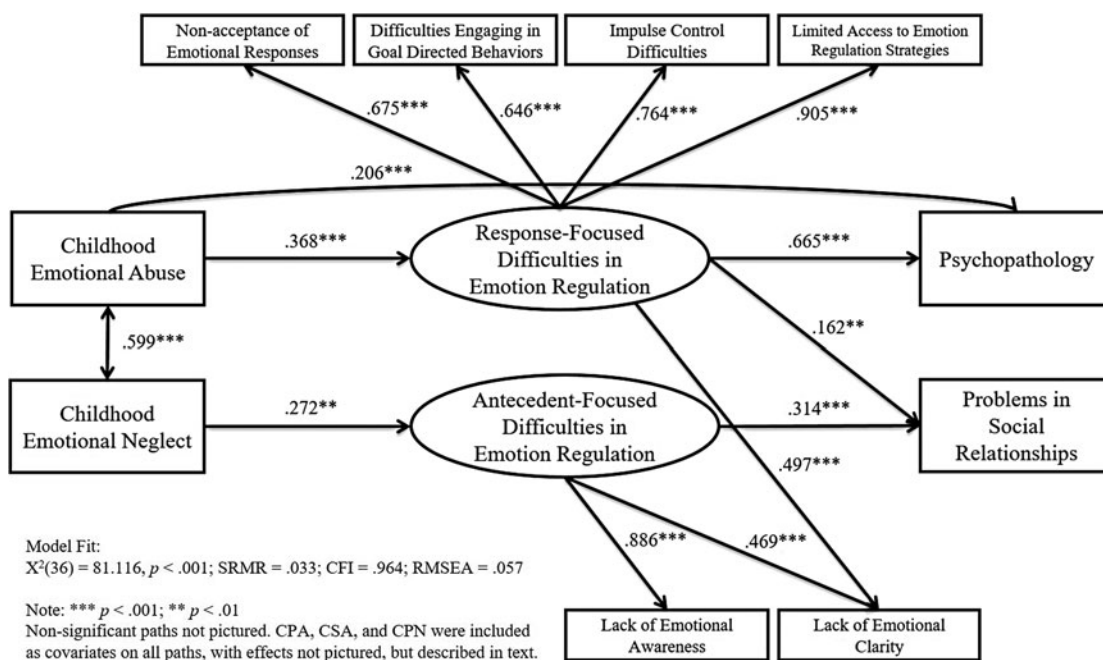 Non-acceptance of
Emotional Responses
Difficulties Engaging in
Goal Directed Behaviors
Impulse Control
Difficulties
Limited Access to Emotion
Regulation Strategies
.675***
.646***
.764***
.905***
.206***
Childhood
Emotional Abuse
.368***
Response-Focused
Difficulties in
Emotion Regulation
.665***
Psychopathology
.599***
.162**
Childhood
Emotional Neglect
.272**
Antecedent-Focused
Difficulties in
Emotion Regulation
.314***
Problems in
Social
Relationships
.497***
.886***
.469***
Model Fit:
X²(36) = 81.116, p < .001; SRMR = .033; CFI = .964; RMSEA = .057
Note: *** p < .001; ** p < .01
Non-significant paths not pictured. CPA, CSA, and CPN were included
as covariates on all paths, with effects not pictured, but described in text.
Lack of Emotional
Awareness
Lack of Emotional
Clarity